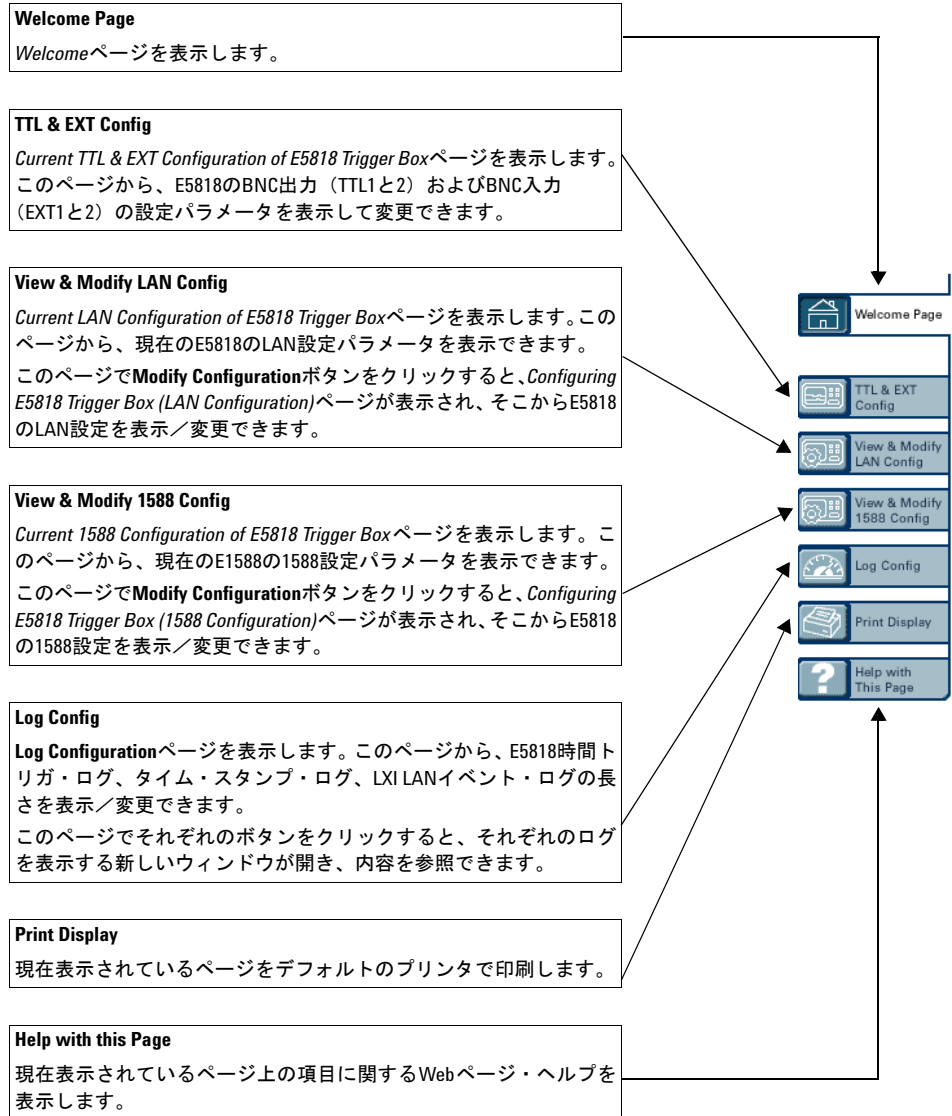 Welcome Page
Welcomeページを表示します。
TTL & EXT Config
Current TTL & EXT Configuration of E5818 Trigger Boxページを表示します。
このページから、E5818のBNC出力（TTL1と2）およびBNC入力
（EXT1と2）の設定パラメータを表示して変更できます。
View & Modify LAN Config
Current LAN Configuration of E5818 Trigger Boxページを表示します。この
ページから、現在のE5818のLAN設定パラメータを表示できます。
このページでModify Configurationボタンをクリックすると、Configuring
E5818 Trigger Box (LAN Configuration)ページが表示され、そこからE5818
のLAN設定を表示／変更できます。
View & Modify 1588 Config
Current 1588 Configuration of E5818 Trigger Boxページを表示します。こ
のページから、現在のE1588の1588設定パラメータを表示できます。
このページでModify Configurationボタンをクリックすると、Configuring
E5818 Trigger Box (1588 Configuration)ページが表示され、そこからE5818
の1588設定を表示／変更できます。
Log Config
Log Configurationページを表示します。このページから、E5818時間ト
リガ・ログ、タイム・スタンプ・ログ、LXI LANイベント・ログの長
さを表示／変更できます。
このページでそれぞれのボタンをクリックすると、それぞれのログ
を表示する新しいウィンドウが開き、内容を参照できます。
Print Display
現在表示されているページをデフォルトのプリンタで印刷します。
Help with this Page
現在表示されているページ上の項目に関するWebページ・ヘルプを
表示します。
Welcome Page
TTL & EXT
Config
View & Modify
LAN Config
View & Modify
1588 Config
Log Config
Print Display
Help with
This Page